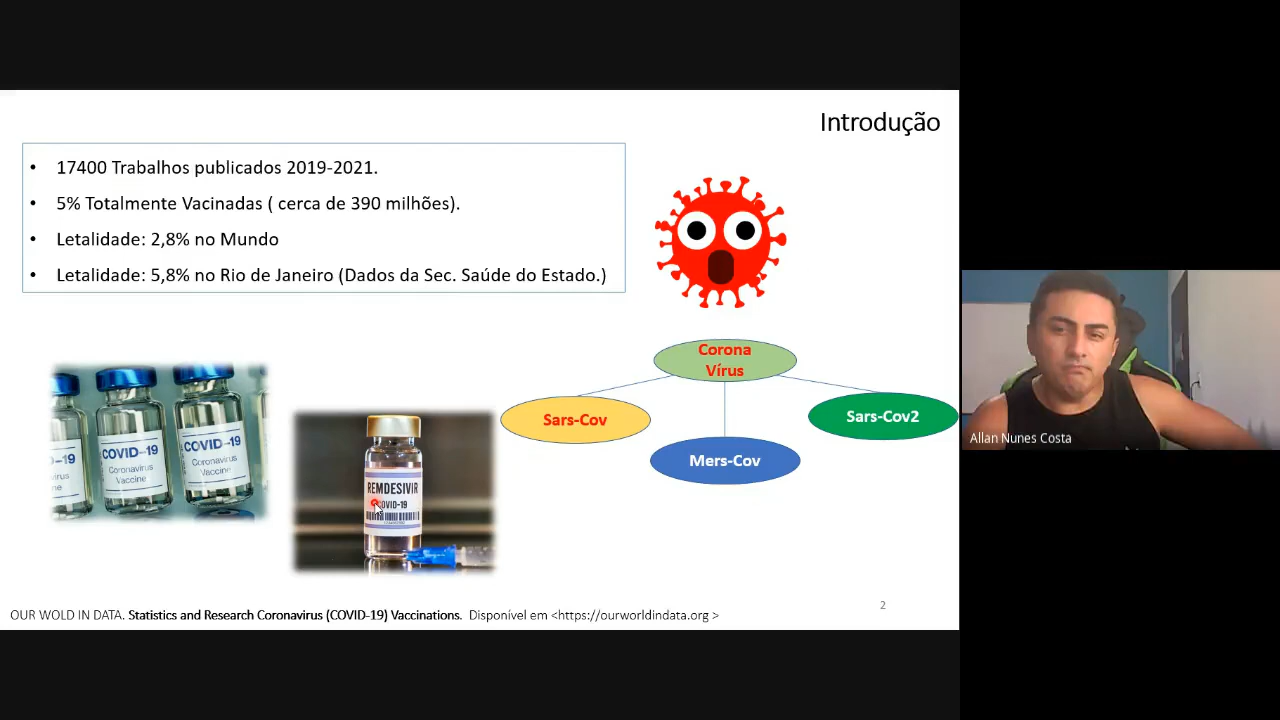 Introdução
• 17400 Trabalhos publicados 2019-2021.
• 5% Totalmente Vacinadas ( cerca de 390 milhões).
• Letalidade: 2,8% no Mundo
• Letalidade: 5,8% no Rio de Janeiro (Dados da Sec. Saúde do Estado.)
Corona
Vírus
Sars-Cov
Sars-Cov2
Mers-Cov
COVID-19
Coronavirus
Vaccine
COVID-19
Coronavirus
Vaccine
REMDESIVIR
OVID-19
Allan Nunes Costa
2
OUR WOLD IN DATA. Statistics and Research Coronavirus (COVID-19) Vaccinations. Disponível em <https://ourworldindata.org >